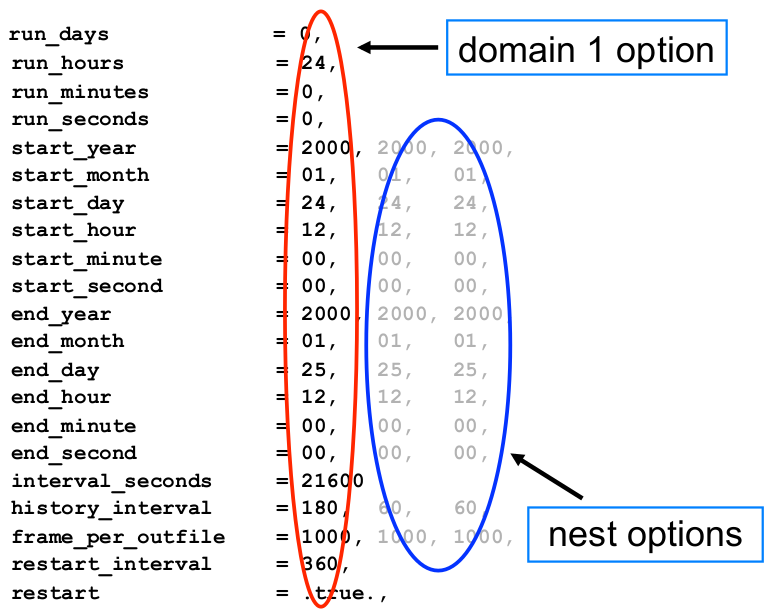 run_days = 0,
domain 1 option
run_hours = 24,
run_minutes = 0,
run_seconds = 0,
start_year = 2000, 2000, 2000,
start_month = 01, 01, 01,
start_day = 24, 24, 24,
start_hour = 12, 12, 12,
start_minute = 00, 00, 00,
start_second = 00, 00, 00,
end_year = 2000, 2000, 2000,
end_month = 01, 01, 01,
end_day = 25, 25, 25,
end_hour = 12, 12, 12,
end_minute = 00, 00, 00,
end_second = 00, 00, 00,
interval_seconds = 21600
history_interval = 180, 60, 60,
frame_per_outfile = 1000, 1000, 1000,
nest options
restart_interval = 360,
restart = .true.,